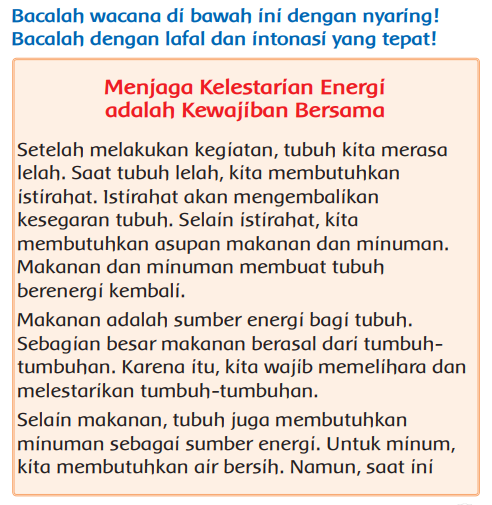 Bacalah wacana di bawah ini dengan nyaring!
Bacalah dengan lafal dan intonasi yang tepat!
Menjaga Kelestarian Energi
adalah Kewajiban Bersama
Setelah melakukan kegiatan, tubuh kita merasa
lelah. Saat tubuh lelah, kita membutuhkan
istirahat. Istirahat akan mengembalikan
kesegaran tubuh. Selain istirahat, kita
membutuhkan asupan makanan dan minuman.
Makanan dan minuman membuat tubuh
berenergi kembali.
Makanan adalah sumber energi bagi tubuh.
Sebagian besar makanan berasal dari tumbuh-
tumbuhan. Karena itu, kita wajib memelihara dan
melestarikan tumbuh-tumbuhan.
Selain makanan, tubuh juga membutuhkan
minuman sebagai sumber energi. Untuk minum,
kita membutuhkan air bersih. Namun, saat ini